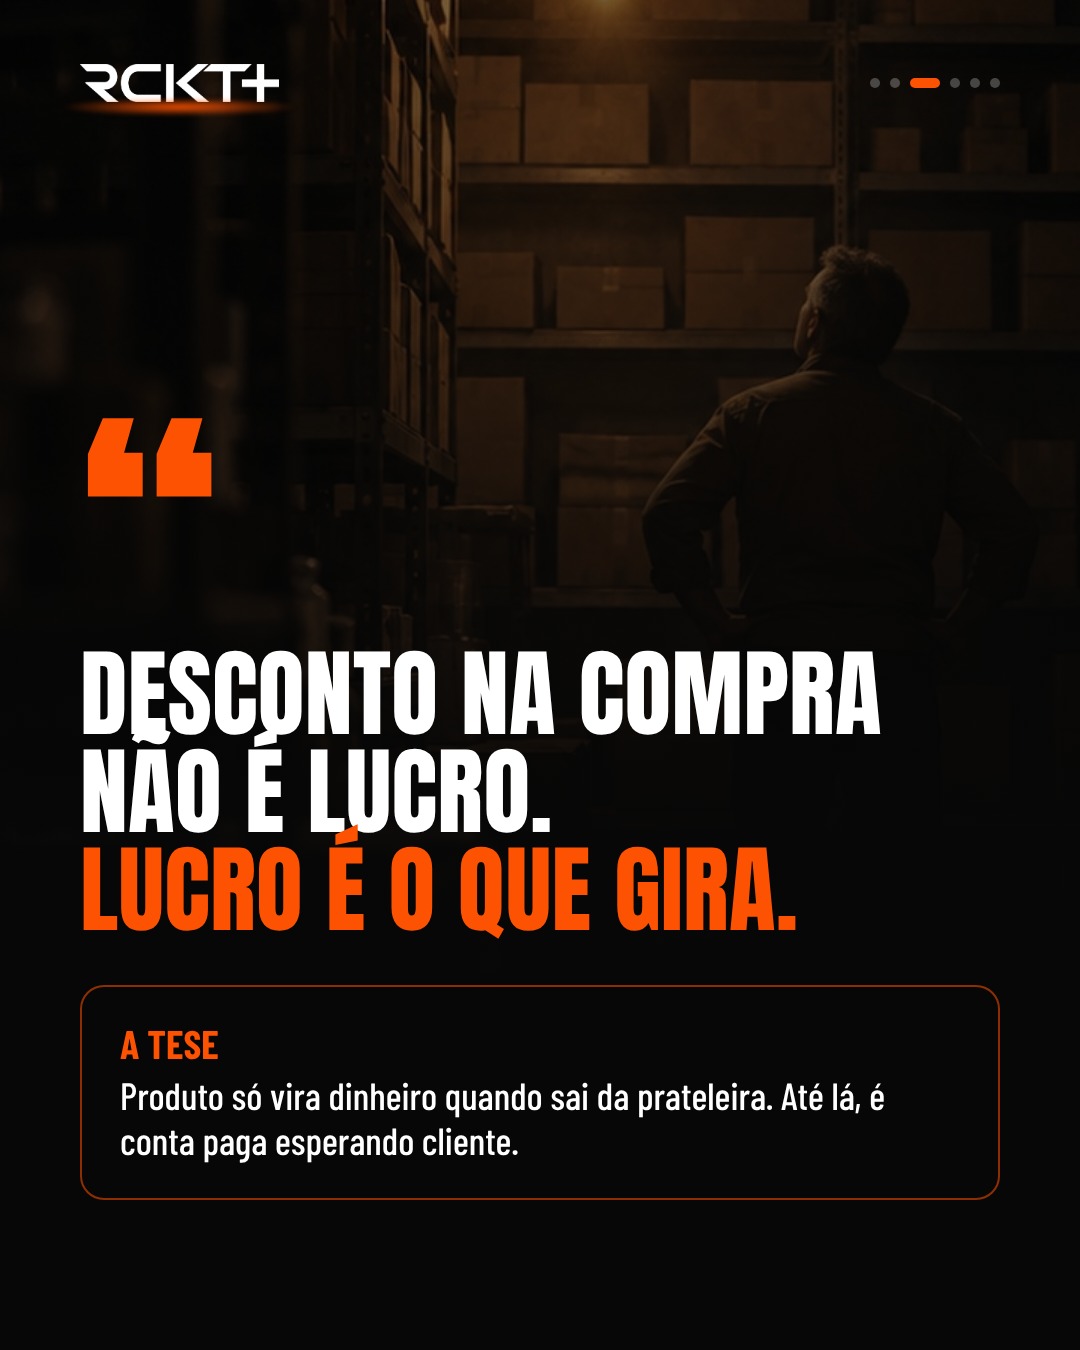 RCKT+
“
DESCONTO NA COMPRA
NÃO É LUCRO.
LUCRO É O QUE GIRA.
A TESE
Produto só vira dinheiro quando sai da prateleira. Até lá, é
conta paga esperando cliente.